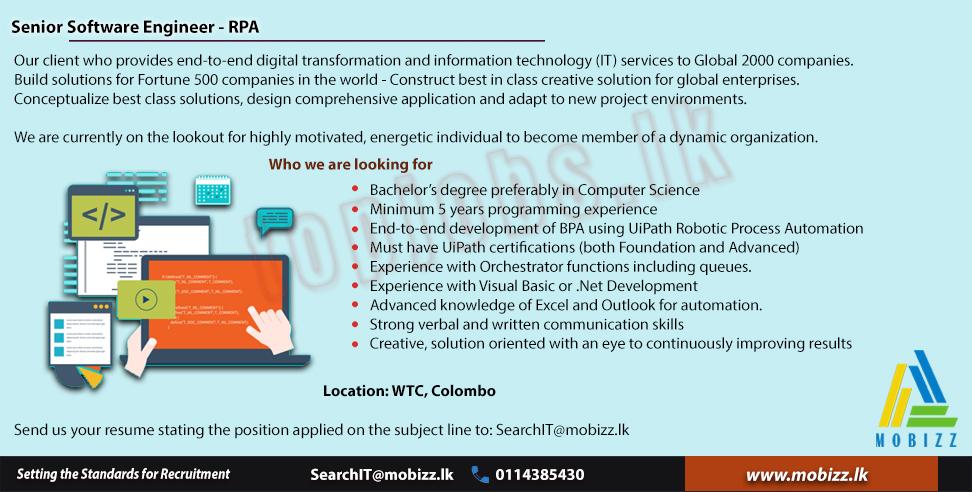 Senior Software Engineer - RPA
Our client who provides end-to-end digital transformation and information technology (IT) services to Global 2000 companies.
Build solutions for Fortune 500 companies in the world - Construct best in class creative solution for global enterprises.
Conceptualize best class solutions, design comprehensive application and adapt to new project environments.
We are currently on the lookout for highly motivated, energetic individual to become member of a dynamic organization.
Who we are looking for
• Bachelor's degree preferably in Computer Science
• Minimum 5 years programming experience
• End-to-end development of BPA using UiPath Robotic Process Automation
• Must have UiPath certifications (both Foundation and Advanced)
• Experience with Orchestrator functions including queues.
• Experience with Visual Basic or .Net Development
• Advanced knowledge of Excel and Outlook for automation.
• Strong verbal and written communication skills
• Creative, solution oriented with an eye to continuously improving results
</>
topjobs.lk
Location: WTC, Colombo
Send us your resume stating the position applied on the subject line to: SearchIT@mobizz.lk
MOBIZZ
Setting the Standards for Recruitment
SearchIT@mobizz.lk
0114385430
www.mobizz.lk